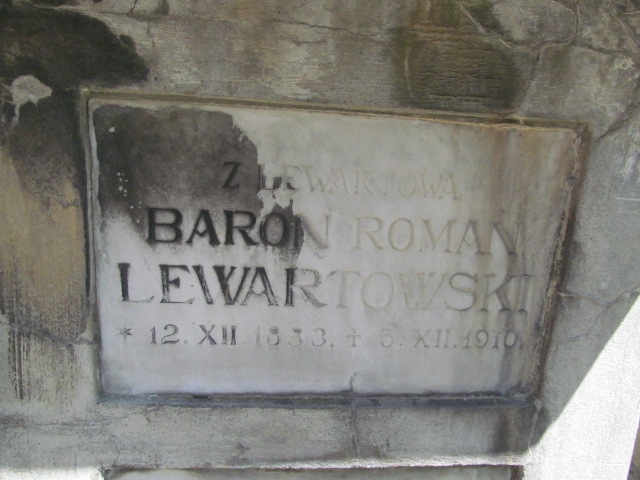 Z LEWARTOWA
BARON ROMAN
LEWARTOWSKI
* 12. XII. 1833. + 5. XII. 1910.